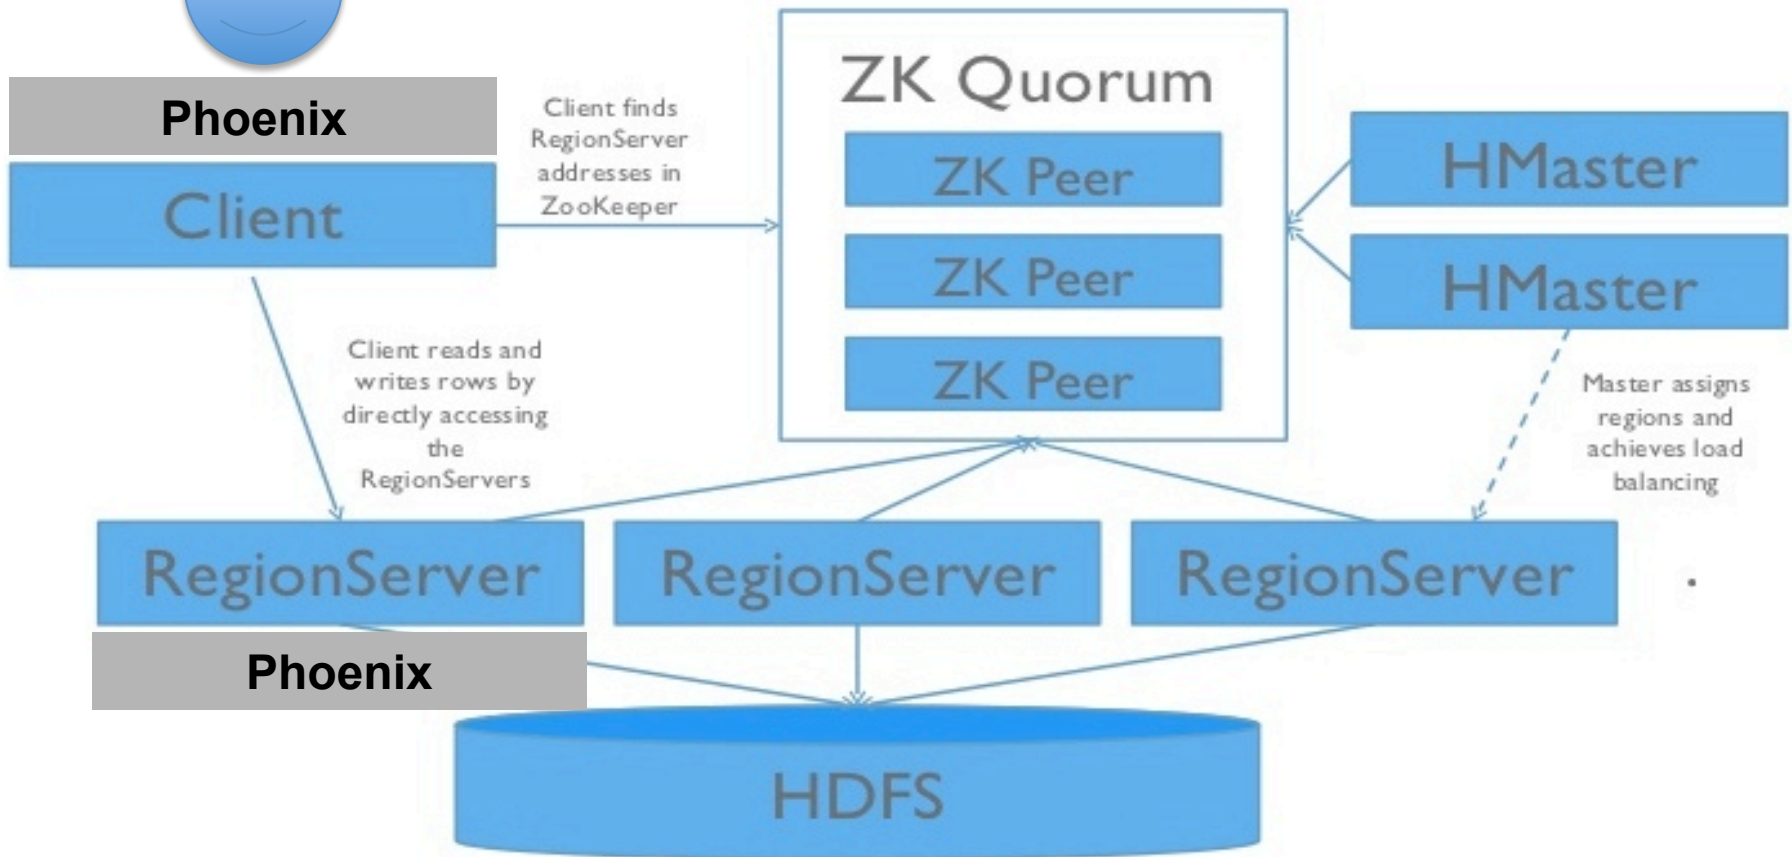 Phoenix
Client
Client finds
RegionServer
addresses in
ZooKeeper
ZK Quorum
ZK Peer
ZK Peer
ZK Peer
HMaster
HMaster
Client reads and
writes rows by
directly accessing
the
RegionServers
Master assigns
regions and
achieves load
balancing
RegionServer
RegionServer
RegionServer
Phoenix
HDFS